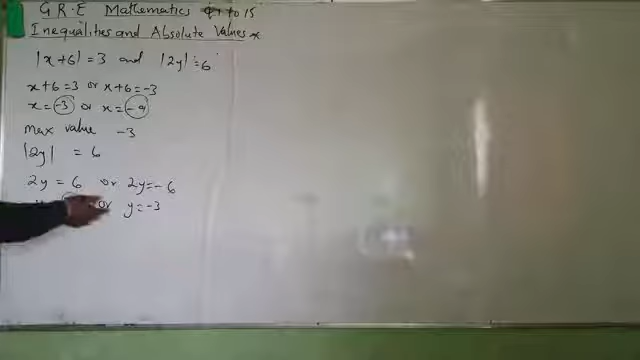 G.R.E Mathematics Q1 to 15
Inequalities and Absolute Values
|x+6| = 3 and |2y| = 6
x+6=3 or x+6=-3
x=-3 or x=-9
max value -3
|2y| = 6
2y = 6 or 2y=-6
or y=-3